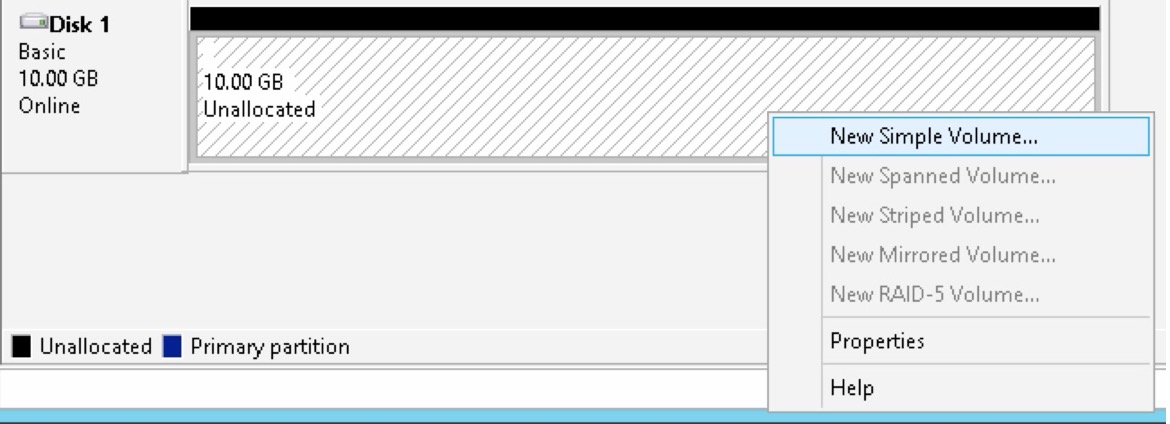 Disk 1
Basic
10.00 GB
Online
10.00 GB
Unallocated
New Simple Volume...
New Spanned Volume...
New Striped Volume...
New Mirrored Volume...
New RAID-5 Volume...
Properties
Help
Unallocated Primary partition